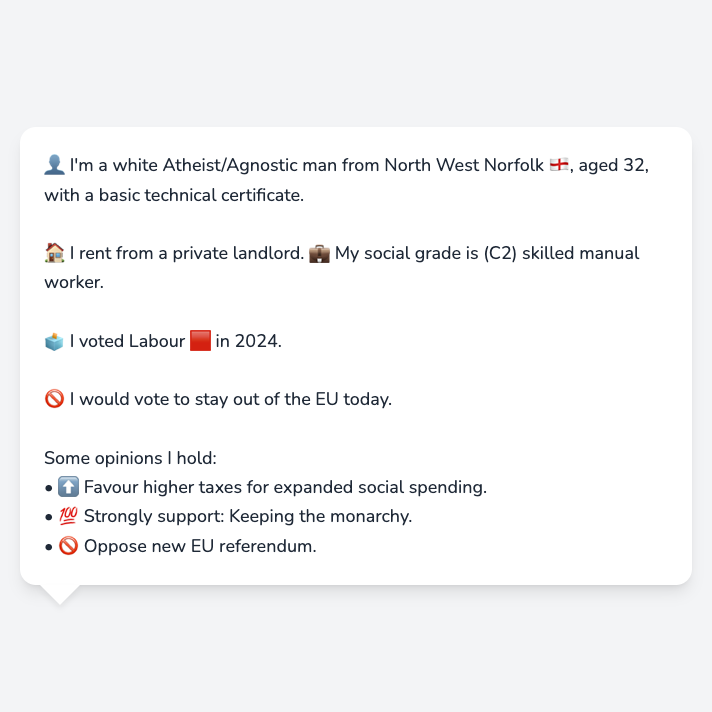 👤 I'm a white Atheist/Agnostic man from North West Norfolk 🏴󠁧󠁢󠁥󠁮󠁧󠁿, aged 32,
with a basic technical certificate.
🏠 I rent from a private landlord. 💼 My social grade is (C2) skilled manual
worker.
🗳️ I voted Labour 🟥 in 2024.
🚫 I would vote to stay out of the EU today.
Some opinions I hold:
• ⬆️ Favour higher taxes for expanded social spending.
• 💯 Strongly support: Keeping the monarchy.
• 🚫 Oppose new EU referendum.